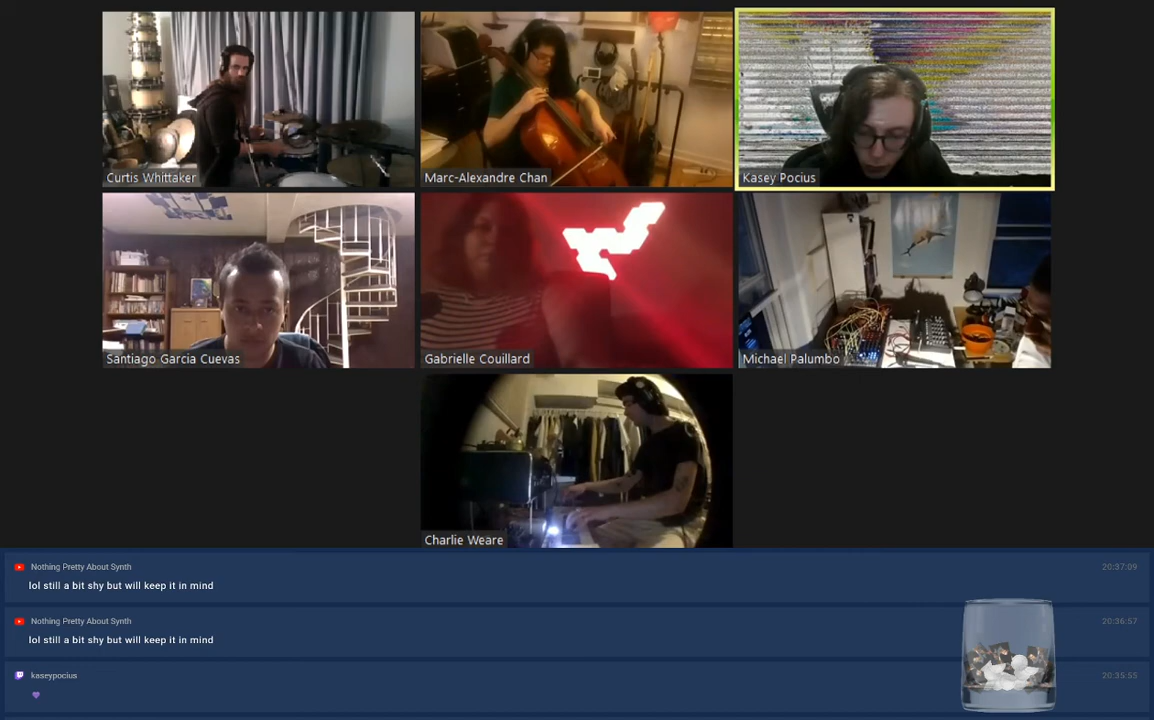 Curtis Whittaker
Marc-Alexandre Chan
Kasey Pocius
Santiago Garcia Cuevas
Gabrielle Couillard
Michael Palumbo
Charlie Weare
Nothing Pretty About Synth
20:37:09
lol still a bit shy but will keep it in mind
Nothing Pretty About Synth
20:36:57
lol still a bit shy but will keep it in mind
kaseypocius
20:35:55
💜